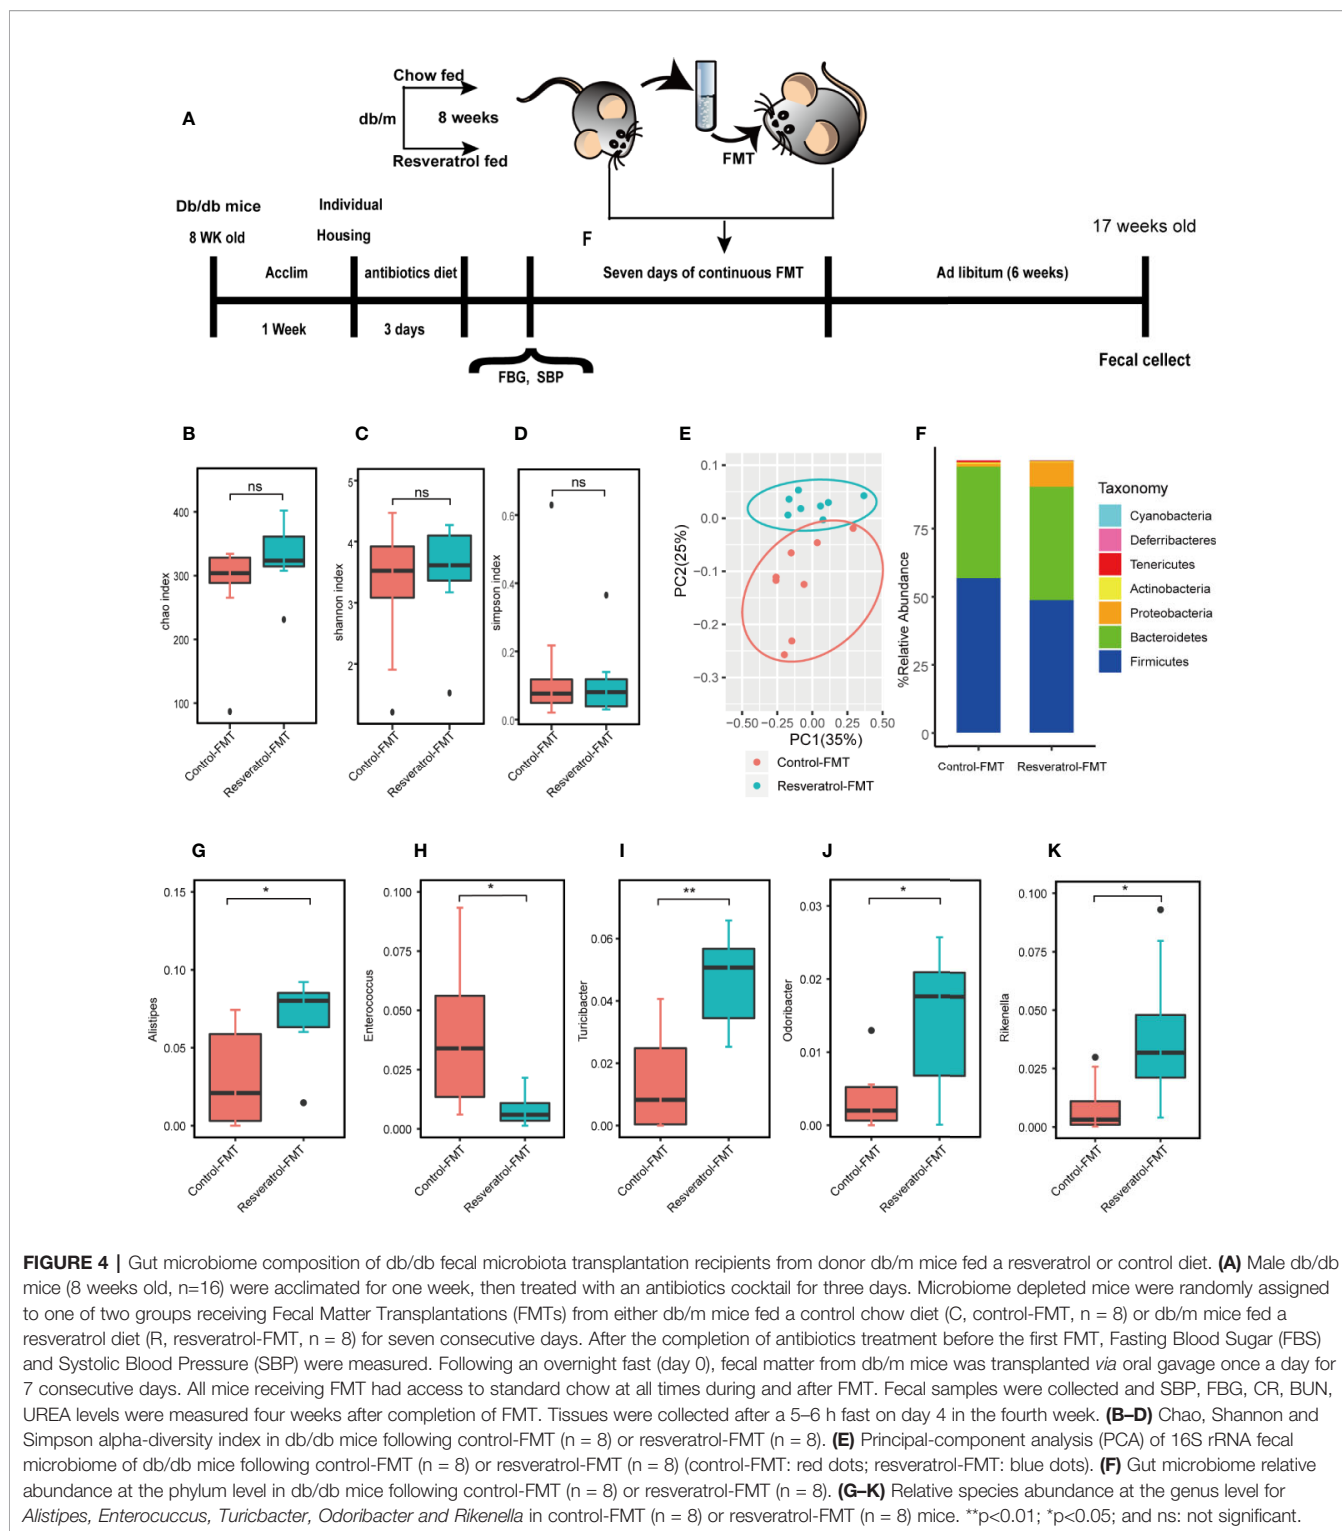 A
Chow fed
db/m
8 weeks
Resveratrol fed
FMT
Db/db mice
8 WK old
Individual
Housing
F
17 weeks old
Acclim
antibiotics diet
Seven days of continuous FMT
Ad libitum (6 weeks)
1 Week
3 days
FBG, SBP
Fecal cellect
B
ns
chao index
400
300
200
100
Control-FMT
Resveratrol-FMT
C
ns
shannon index
5
4
3
2
Control-FMT
Resveratrol-FMT
D
ns
simpson index
0.6
0.4
0.2
0.0
Control-FMT
Resveratrol-FMT
E
PC2(25%)
0.1
0.0
−0.1
−0.2
−0.3
−0.50 −0.25 0.00 0.25 0.50
PC1(35%)
Control-FMT
Resveratrol-FMT
F
%Relative Abundance
75
50
25
0
Control-FMT Resveratrol-FMT
Taxonomy
Cyanobacteria
Deferribacteres
Tenericutes
Actinobacteria
Proteobacteria
Bacteroidetes
Firmicutes
G
*
Alistipes
0.15
0.10
0.05
0.00
Control-FMT
Resveratrol-FMT
H
*
Enterococcus
0.100
0.075
0.050
0.025
0.000
Control-FMT
Resveratrol-FMT
I
**
Turicibacter
0.06
0.04
0.02
0.00
Control-FMT
Resveratrol-FMT
J
*
Odoribacter
0.03
0.02
0.01
0.00
Control-FMT
Resveratrol-FMT
K
*
Rikenella
0.100
0.075
0.050
0.025
0.000
Control-FMT
Resveratrol-FMT
FIGURE 4 | Gut microbiome composition of db/db fecal microbiota transplantation recipients from donor db/m mice fed a resveratrol or control diet. (A) Male db/db
mice (8 weeks old, n=16) were acclimated for one week, then treated with an antibiotics cocktail for three days. Microbiome depleted mice were randomly assigned
to one of two groups receiving Fecal Matter Transplantations (FMTs) from either db/m mice fed a control chow diet (C, control-FMT, n = 8) or db/m mice fed a
resveratrol diet (R, resveratrol-FMT, n = 8) for seven consecutive days. After the completion of antibiotics treatment before the first FMT, Fasting Blood Sugar (FBS)
and Systolic Blood Pressure (SBP) were measured. Following an overnight fast (day 0), fecal matter from db/m mice was transplanted via oral gavage once a day for
7 consecutive days. All mice receiving FMT had access to standard chow at all times during and after FMT. Fecal samples were collected and SBP, FBG, CR, BUN,
UREA levels were measured four weeks after completion of FMT. Tissues were collected after a 5–6 h fast on day 4 in the fourth week. (B–D) Chao, Shannon and
Simpson alpha-diversity index in db/db mice following control-FMT (n = 8) or resveratrol-FMT (n = 8). (E) Principal-component analysis (PCA) of 16S rRNA fecal
microbiome of db/db mice following control-FMT (n = 8) or resveratrol-FMT (n = 8) (control-FMT: red dots; resveratrol-FMT: blue dots). (F) Gut microbiome relative
abundance at the phylum level in db/db mice following control-FMT (n = 8) or resveratrol-FMT (n = 8). (G–K) Relative species abundance at the genus level for
Alistipes, Enterocuccus, Turicbacter, Odoribacter and Rikenella in control-FMT (n = 8) or resveratrol-FMT (n = 8) mice. **p<0.01; *p<0.05; and ns: not significant.